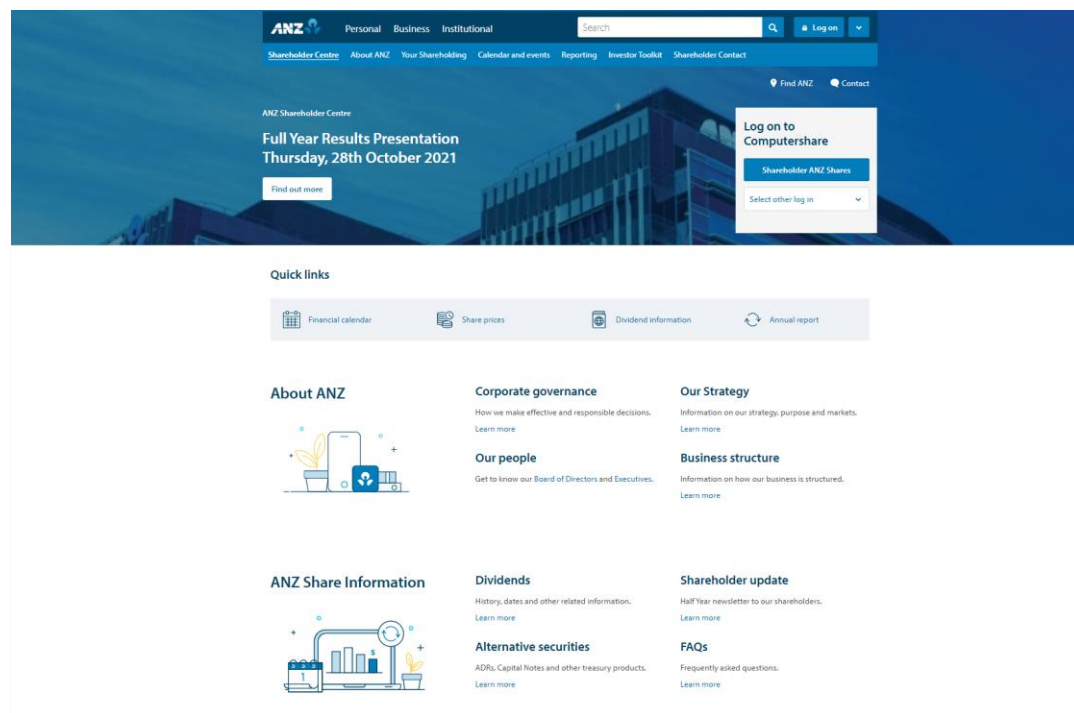 ANZ Personal Business Institutional Search Log on
Shareholder Centre About ANZ Your Shareholding Calendar and events Reporting Investor Toolkit Shareholder Contact
Find ANZ Contact
ANZ Shareholder Centre
Full Year Results Presentation
Thursday, 28th October 2021
Find out more
Log on to
Computershare
Shareholder ANZ Shares
Select other log in
Quick links
Financial calendar Share prices Dividend information Annual report
About ANZ
Corporate governance
How we make effective and responsible decisions.
Learn more
Our Strategy
Information on our strategy, purpose and markets.
Learn more
Our people
Get to know our Board of Directors and Executives.
Business structure
Information on how our business is structured.
Learn more
ANZ Share Information
1
$
Dividends
History, dates and other related information.
Learn more
Shareholder update
Half Year newsletter to our shareholders.
Learn more
Alternative securities
ADRs, Capital Notes and other treasury products.
Learn more
FAQs
Frequently asked questions.
Learn more